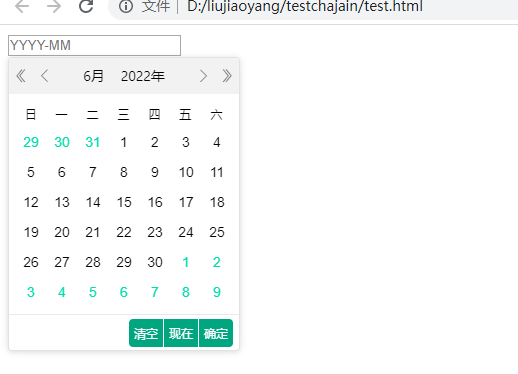 文件 | D:/liujiaoyang/testchajain/test.html
YYYY-MM
6月 2022年
日 一 二 三 四 五 六
29 30 31 1 2 3 4
5 6 7 8 9 10 11
12 13 14 15 16 17 18
19 20 21 22 23 24 25
26 27 28 29 30 1 2
3 4 5 6 7 8 9
清空 现在 确定